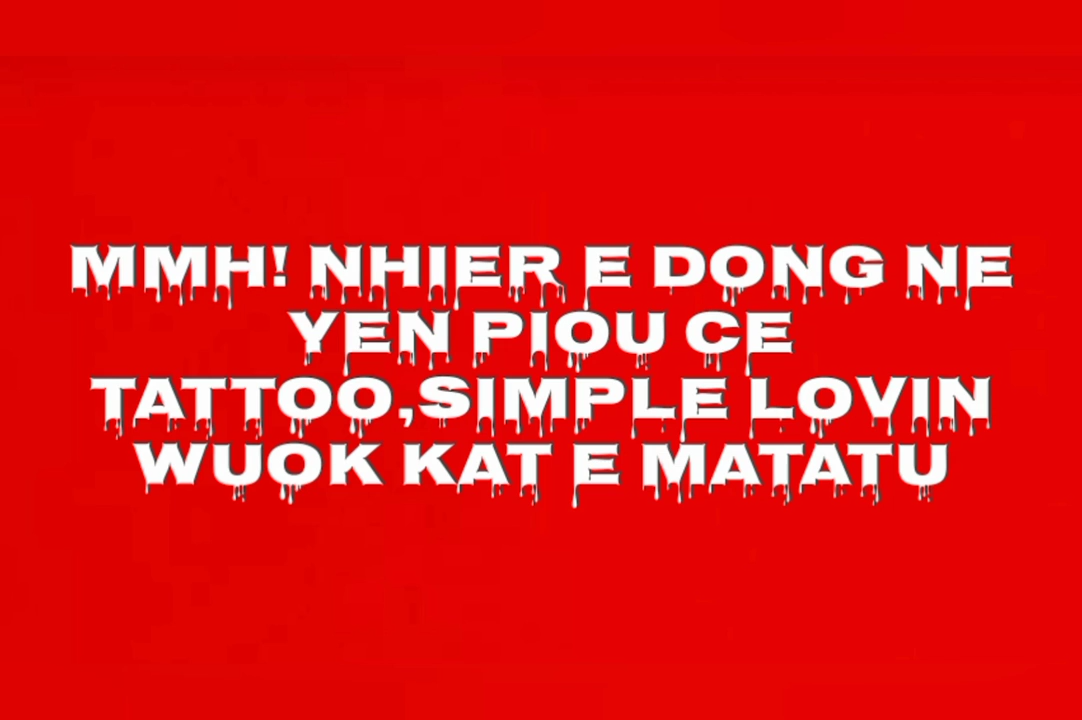 MMH! NHIER E DONG NE
YEN PIOU CE
TATTOO,SIMPLE LOVIN
WUOK KAT E MATATU